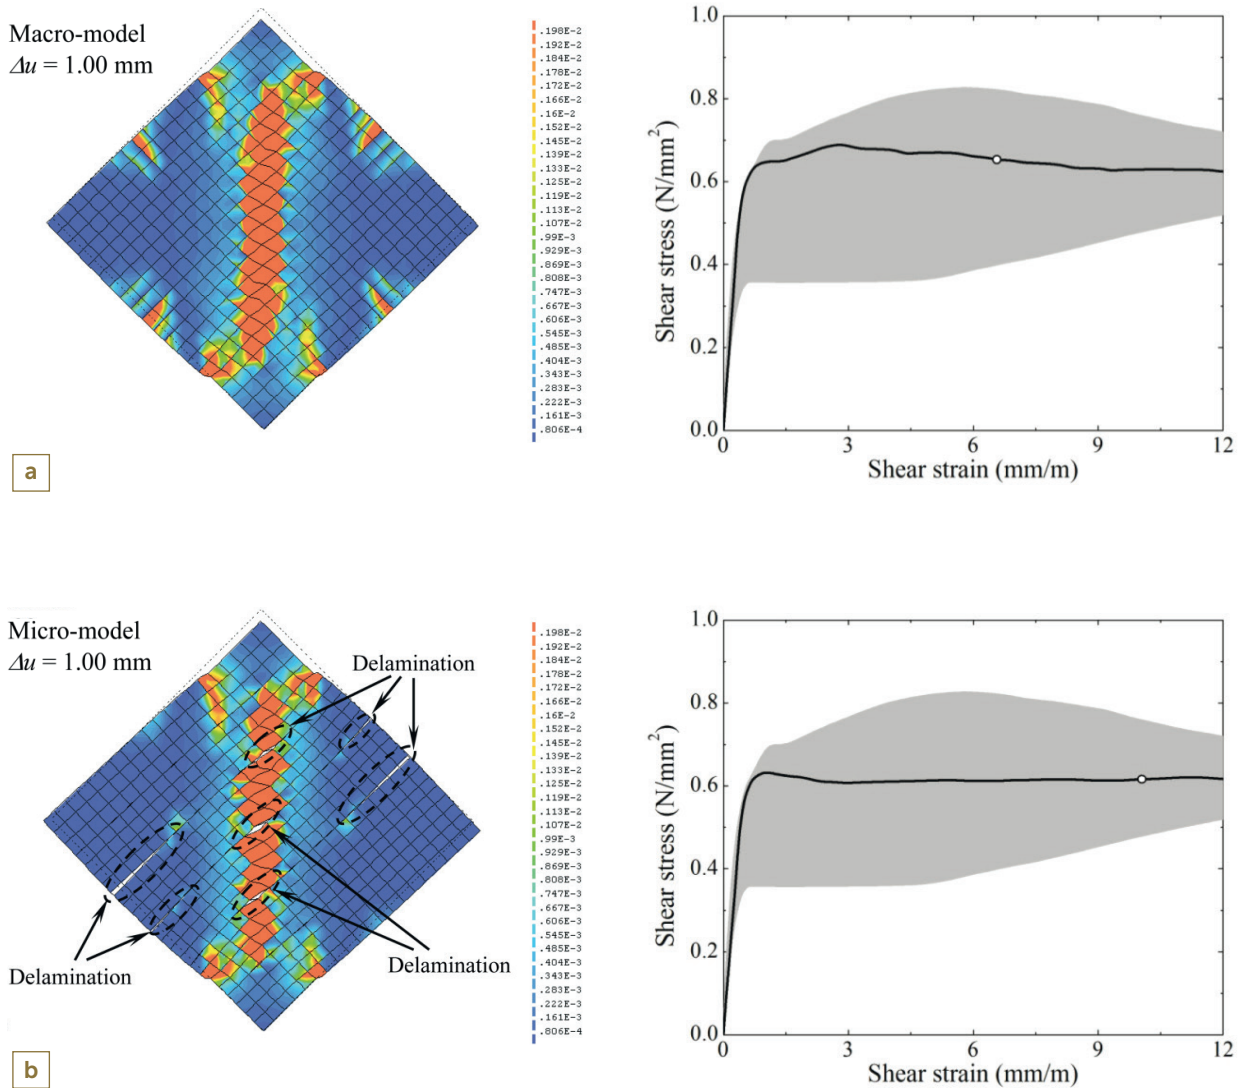 Macro-model
Δu = 1.00 mm
.198E-2
.192E-2
.184E-2
.178E-2
.172E-2
.166E-2
.16E-2
.152E-2
.145E-2
.139E-2
.133E-2
.125E-2
.119E-2
.113E-2
.107E-2
.99E-3
.929E-3
.869E-3
.808E-3
.747E-3
.667E-3
.606E-3
.545E-3
.485E-3
.404E-3
.343E-3
.283E-3
.222E-3
.161E-3
.806E-4
1.0
0.8
0.6
0.4
0.2
0.0
Shear stress (N/mm²)
0 3 6 9 12
Shear strain (mm/m)
a
Micro-model
Δu = 1.00 mm
Delamination
Delamination
Delamination
.198E-2
.192E-2
.184E-2
.178E-2
.172E-2
.166E-2
.16E-2
.152E-2
.145E-2
.139E-2
.133E-2
.125E-2
.119E-2
.113E-2
.107E-2
.99E-3
.929E-3
.869E-3
.808E-3
.747E-3
.667E-3
.606E-3
.545E-3
.485E-3
.404E-3
.343E-3
.283E-3
.222E-3
.161E-3
.806E-4
1.0
0.8
0.6
0.4
0.2
0.0
Shear stress (N/mm²)
0 3 6 9 12
Shear strain (mm/m)
b